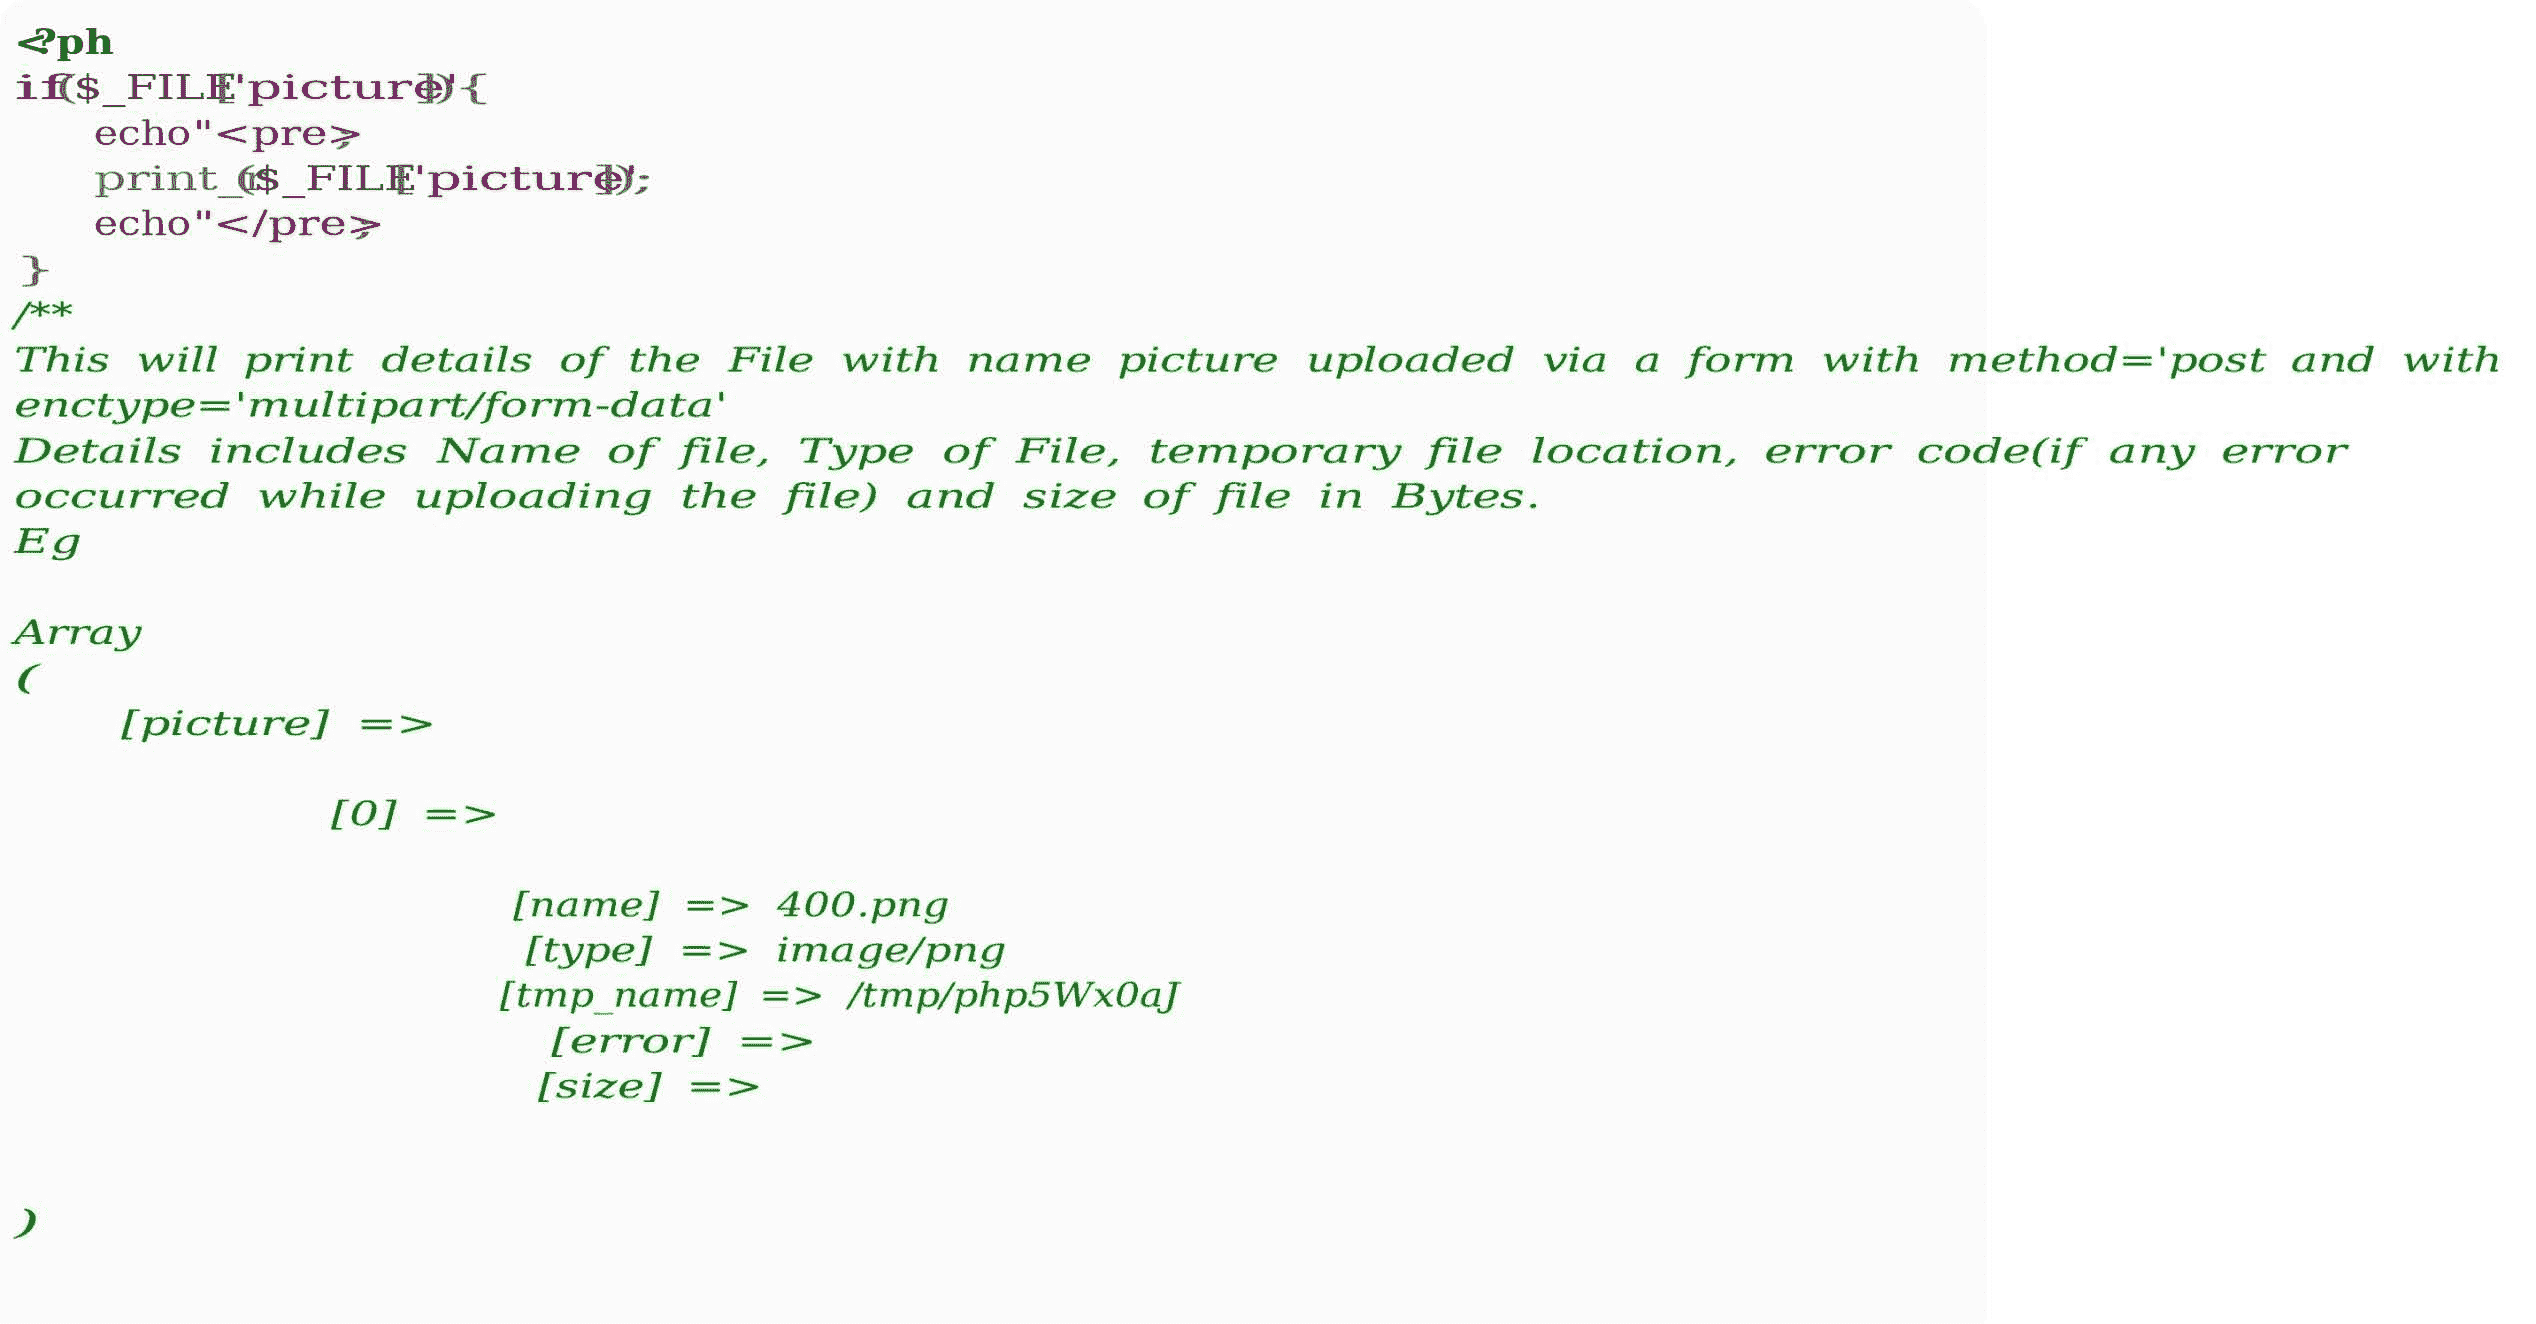 <?ph
if($_FILE['picture']){
echo"<pre>;
print_r($_FILE['picture']);
echo"</pre>;
}
/**
This will print details of the File with name picture uploaded via a form with method='post and with
enctype='multipart/form-data'
Details includes Name of file, Type of File, temporary file location, error code(if any error
occurred while uploading the file) and size of file in Bytes.
Eg
Array
(
[picture] =>
[0] =>
[name] => 400.png
[type] => image/png
[tmp_name] => /tmp/php5Wx0aJ
[error] =>
[size] =>
)